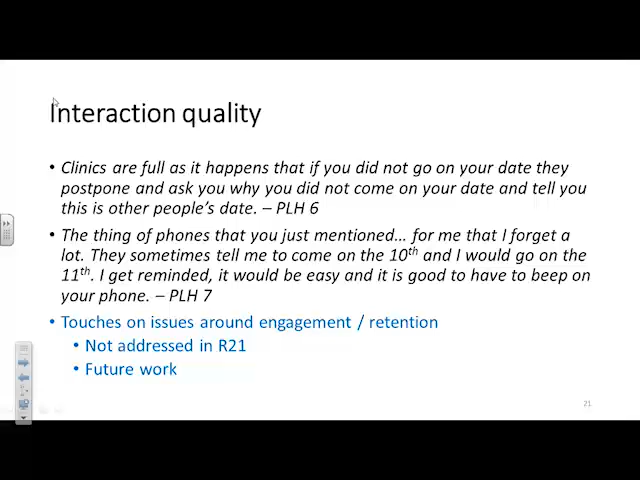 Interaction quality
• Clinics are full as it happens that if you did not go on your date they
postpone and ask you why you did not come on your date and tell you
this is other people's date. – PLH 6
• The thing of phones that you just mentioned... for me that I forget a
lot. They sometimes tell me to come on the 10th and I would go on the
11th. I get reminded, it would be easy and it is good to have to beep on
your phone. – PLH 7
• Touches on issues around engagement / retention
• Not addressed in R21
• Future work
21